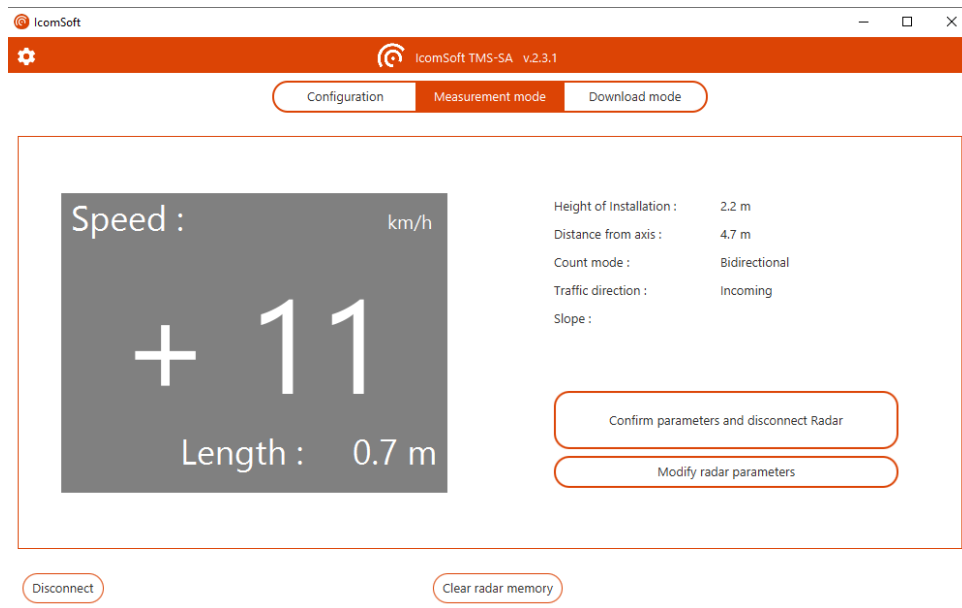 IcomSoft
IcomSoft TMS-SA v.2.3.1
Configuration Measurement mode Download mode
Speed : km/h
+ 11
Length : 0.7 m
Height of Installation : 2.2 m
Distance from axis : 4.7 m
Count mode : Bidirectional
Traffic direction : Incoming
Slope :
Confirm parameters and disconnect Radar
Modify radar parameters
Disconnect Clear radar memory